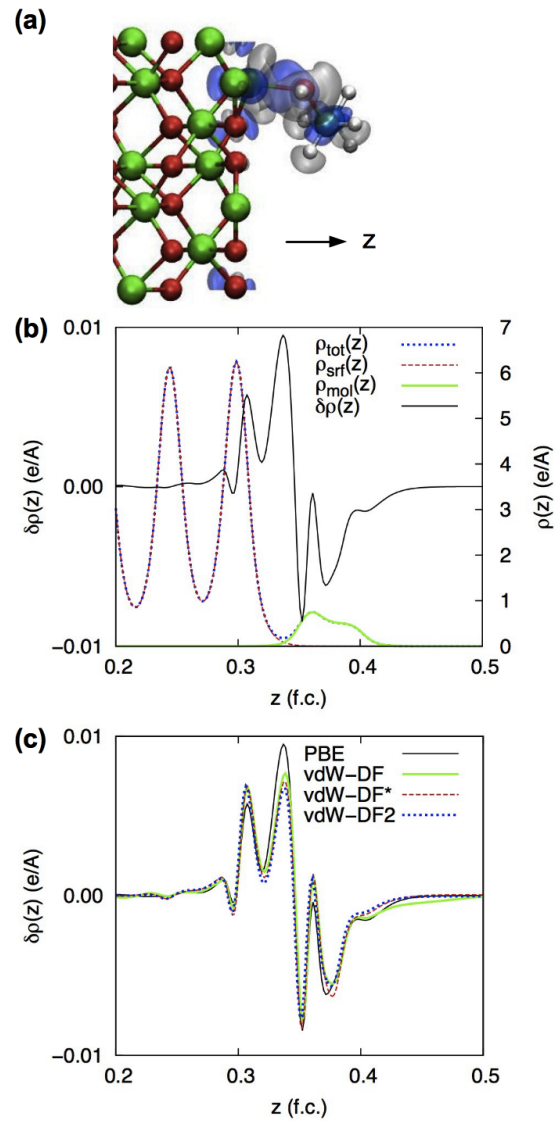 (a)
z
(b)
0.01
0.00
−0.01
δρ(z) (e/A)
ρtot(z)
ρsrf(z)
ρmol(z)
δρ(z)
7
6
5
4
3
2
1
0
ρ(z) (e/A)
0.2 0.3 0.4 0.5
z (f.c.)
(c)
0.01
0.00
−0.01
δρ(z) (e/A)
PBE
vdW−DF
vdW−DF*
vdW−DF2
0.2 0.3 0.4 0.5
z (f.c.)